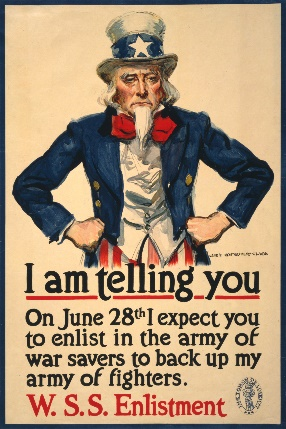 I am telling you
On June 28th I expect you
to enlist in the army of
war savers to back up my
army of fighters.
W. S. S. Enlistment